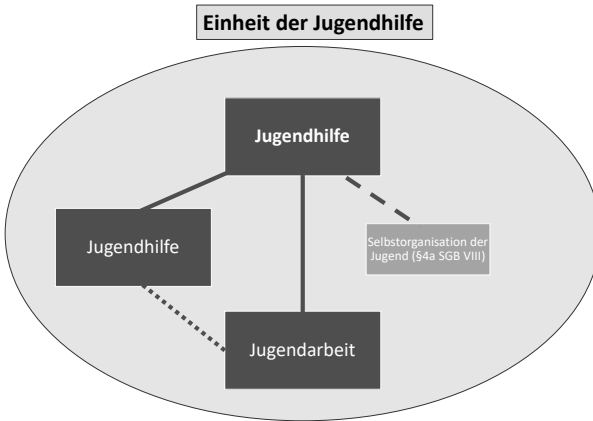 Einheit der Jugendhilfe
Jugendhilfe
Jugendhilfe
Selbstorganisation der
Jugend (§4a SGB VIII)
Jugendarbeit